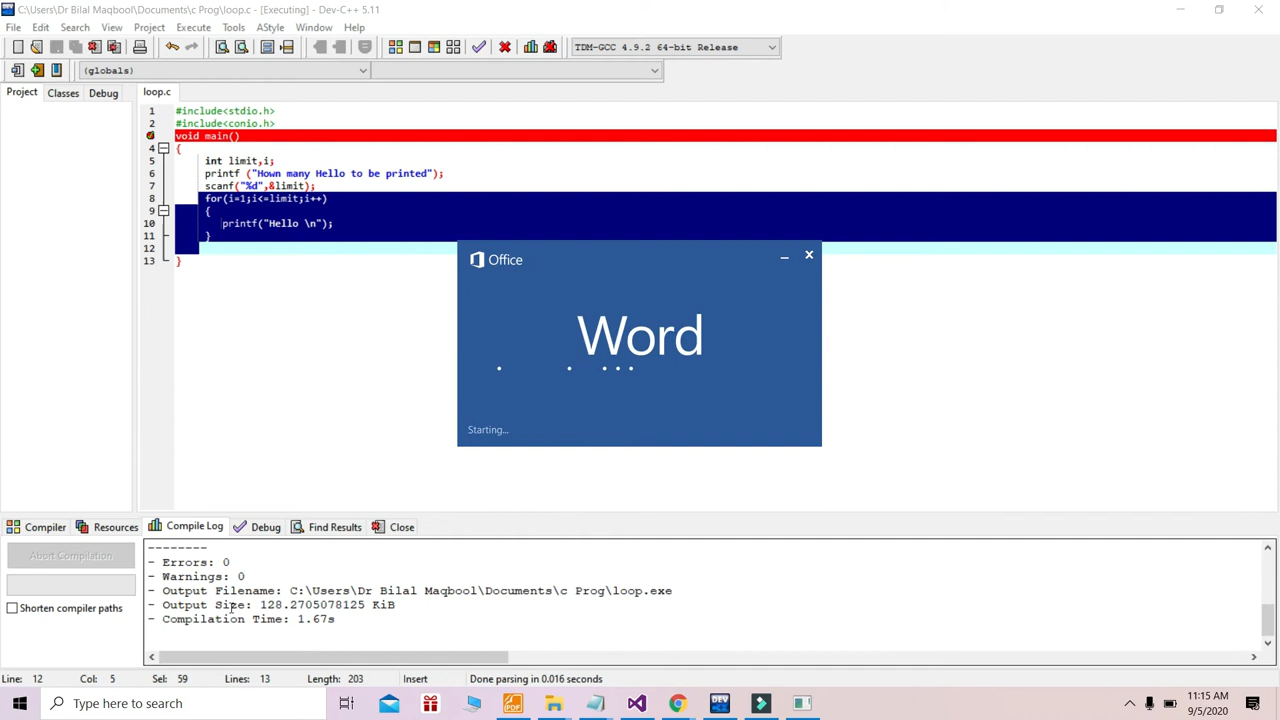 C:\Users\Dr Bilal Maqbool\Documents\c Prog\loop.c - [Executing] - Dev-C++ 5.11
File Edit Search View Project Execute Tools AStyle Window Help
TDM-GCC 4.9.2 64-bit Release
(globals)
Project Classes Debug loop.c
1 #include<stdio.h>
2 #include<conio.h>
void main()
4 {
5 int limit,i;
6 printf ("Hown many Hello to be printed");
7 scanf("%d",&limit);
8 for(i=1;i<=limit;i++)
9 {
10 printf("Hello \n");
11 }
12
13 }
Office
Word
Starting...
Compiler Resources Compile Log Debug Find Results Close
Abort Compilation
Shorten compiler paths
--------
- Errors: 0
- Warnings: 0
- Output Filename: C:\Users\Dr Bilal Maqbool\Documents\c Prog\loop.exe
- Output Size: 128.2705078125 KiB
- Compilation Time: 1.67s
Line: 12 Col: 5 Sel: 59 Lines: 13 Length: 203 Insert Done parsing in 0.016 seconds
Type here to search
PDF
DEV
11:15 AM
9/5/2020